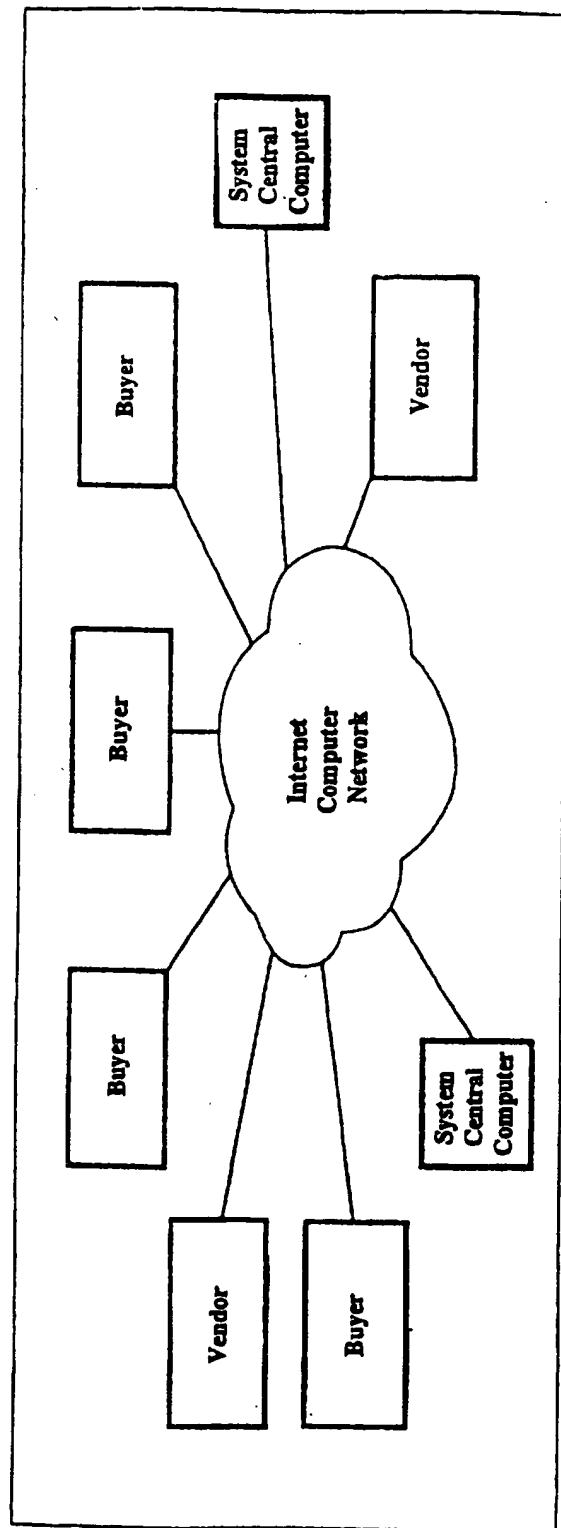 Buyer
Buyer
Buyer
Vendor
System
Central
Computer
Internet
Computer
Network
Buyer
Vendor
System
Central
Computer